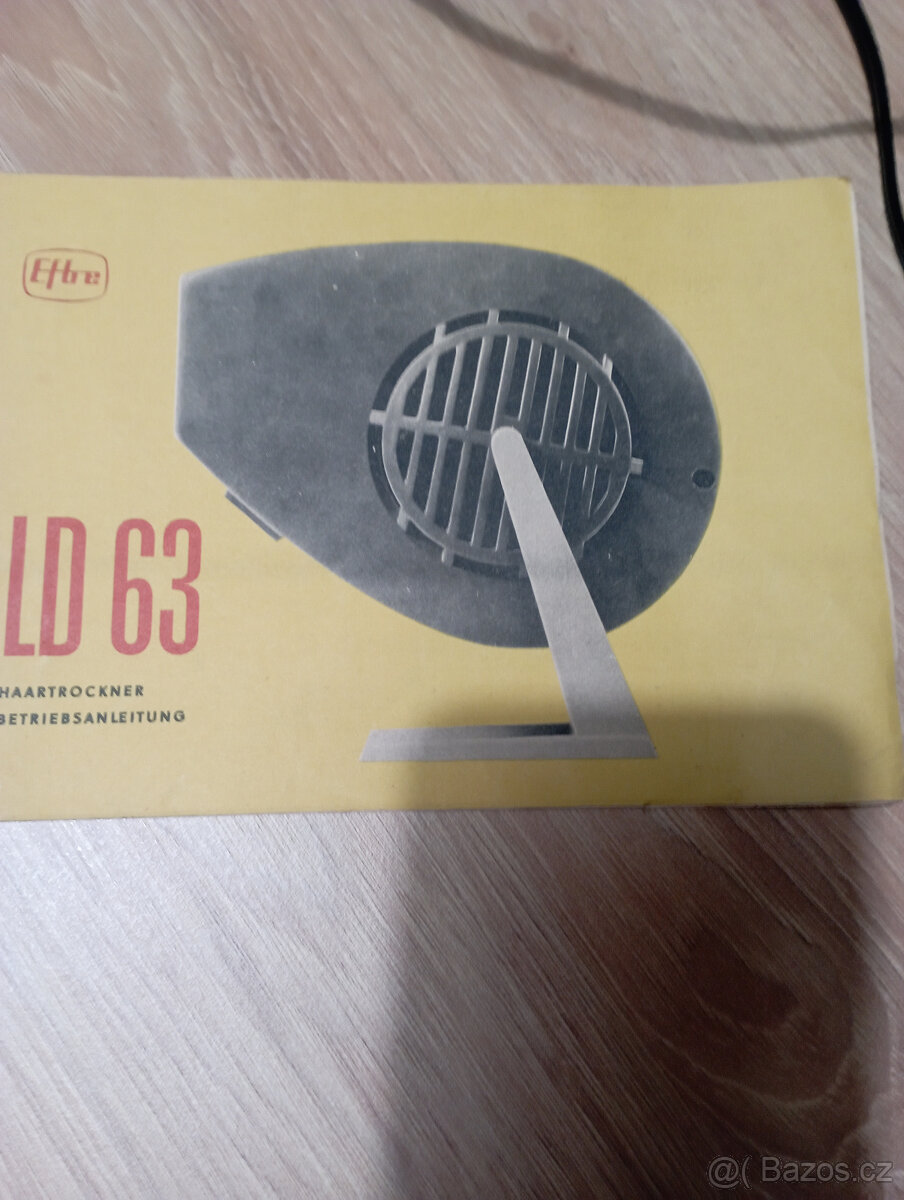 Efbe
LD 63
HAARTROCKNER
BETRIEBSANLEITUNG
@( Bazos.cz